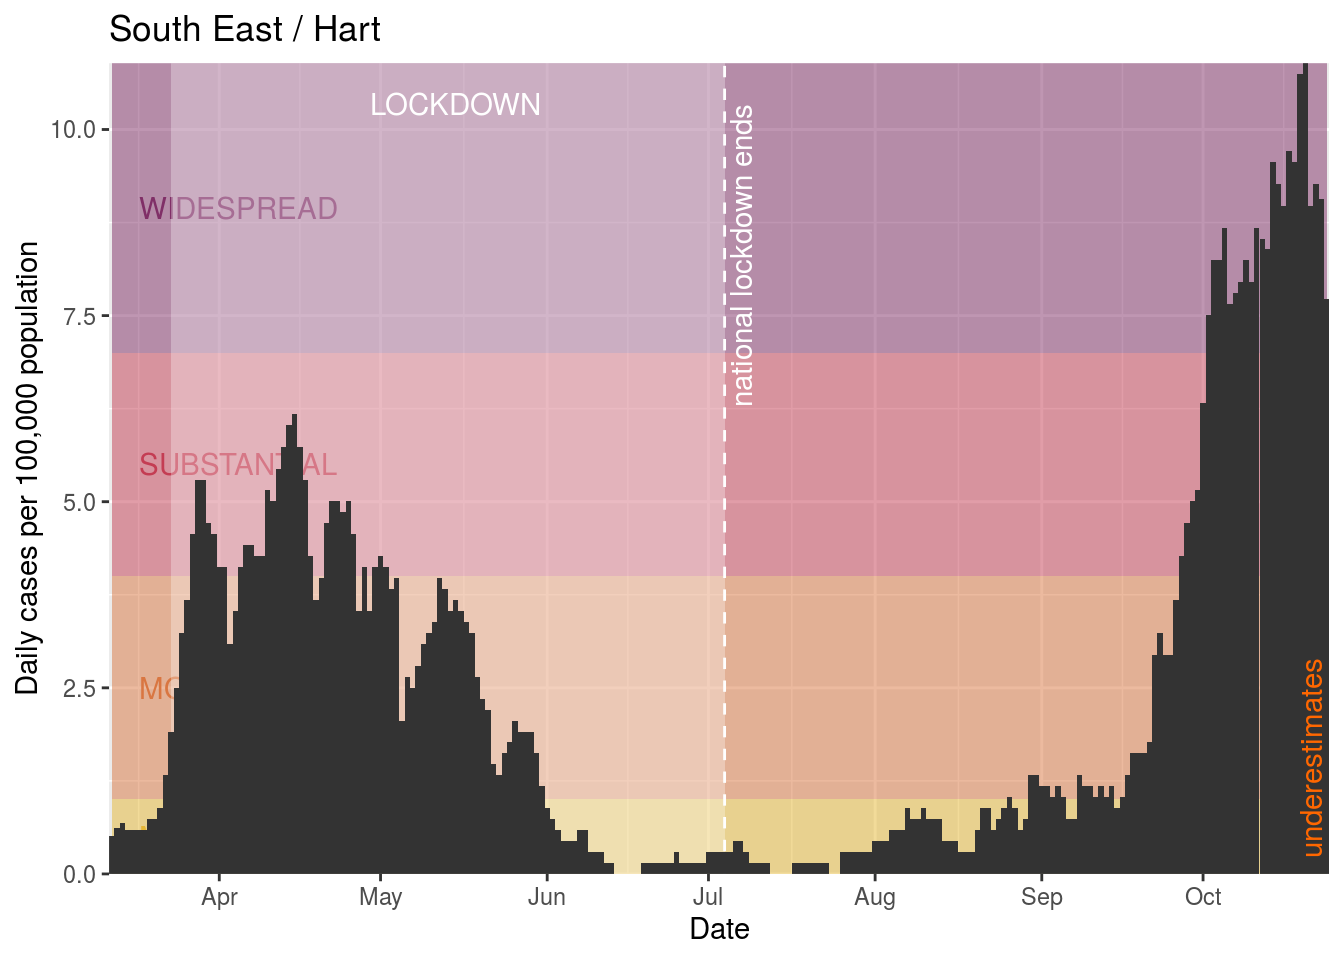 South East / Hart
LOCKDOWN
WIDESPREAD
national lockdown ends
SUBSTANTIAL
underestimates
Daily cases per 100,000 population
10.0
7.5
5.0
2.5
0.0
Apr
May
Jun
Jul
Aug
Sep
Oct
Date